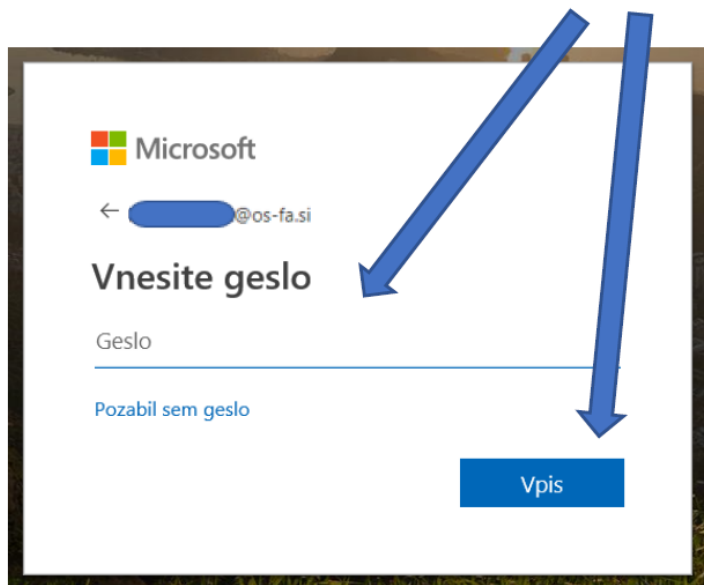 Microsoft
@os-fa.si
Vnesite geslo
Geslo
Pozabil sem geslo
Vpis